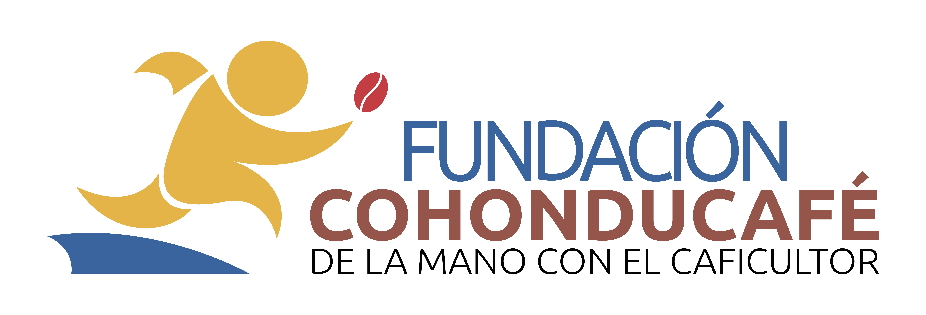 FUNDACIÓN
COHONDUCAFÉ
DE LA MANO CON EL CAFICULTOR